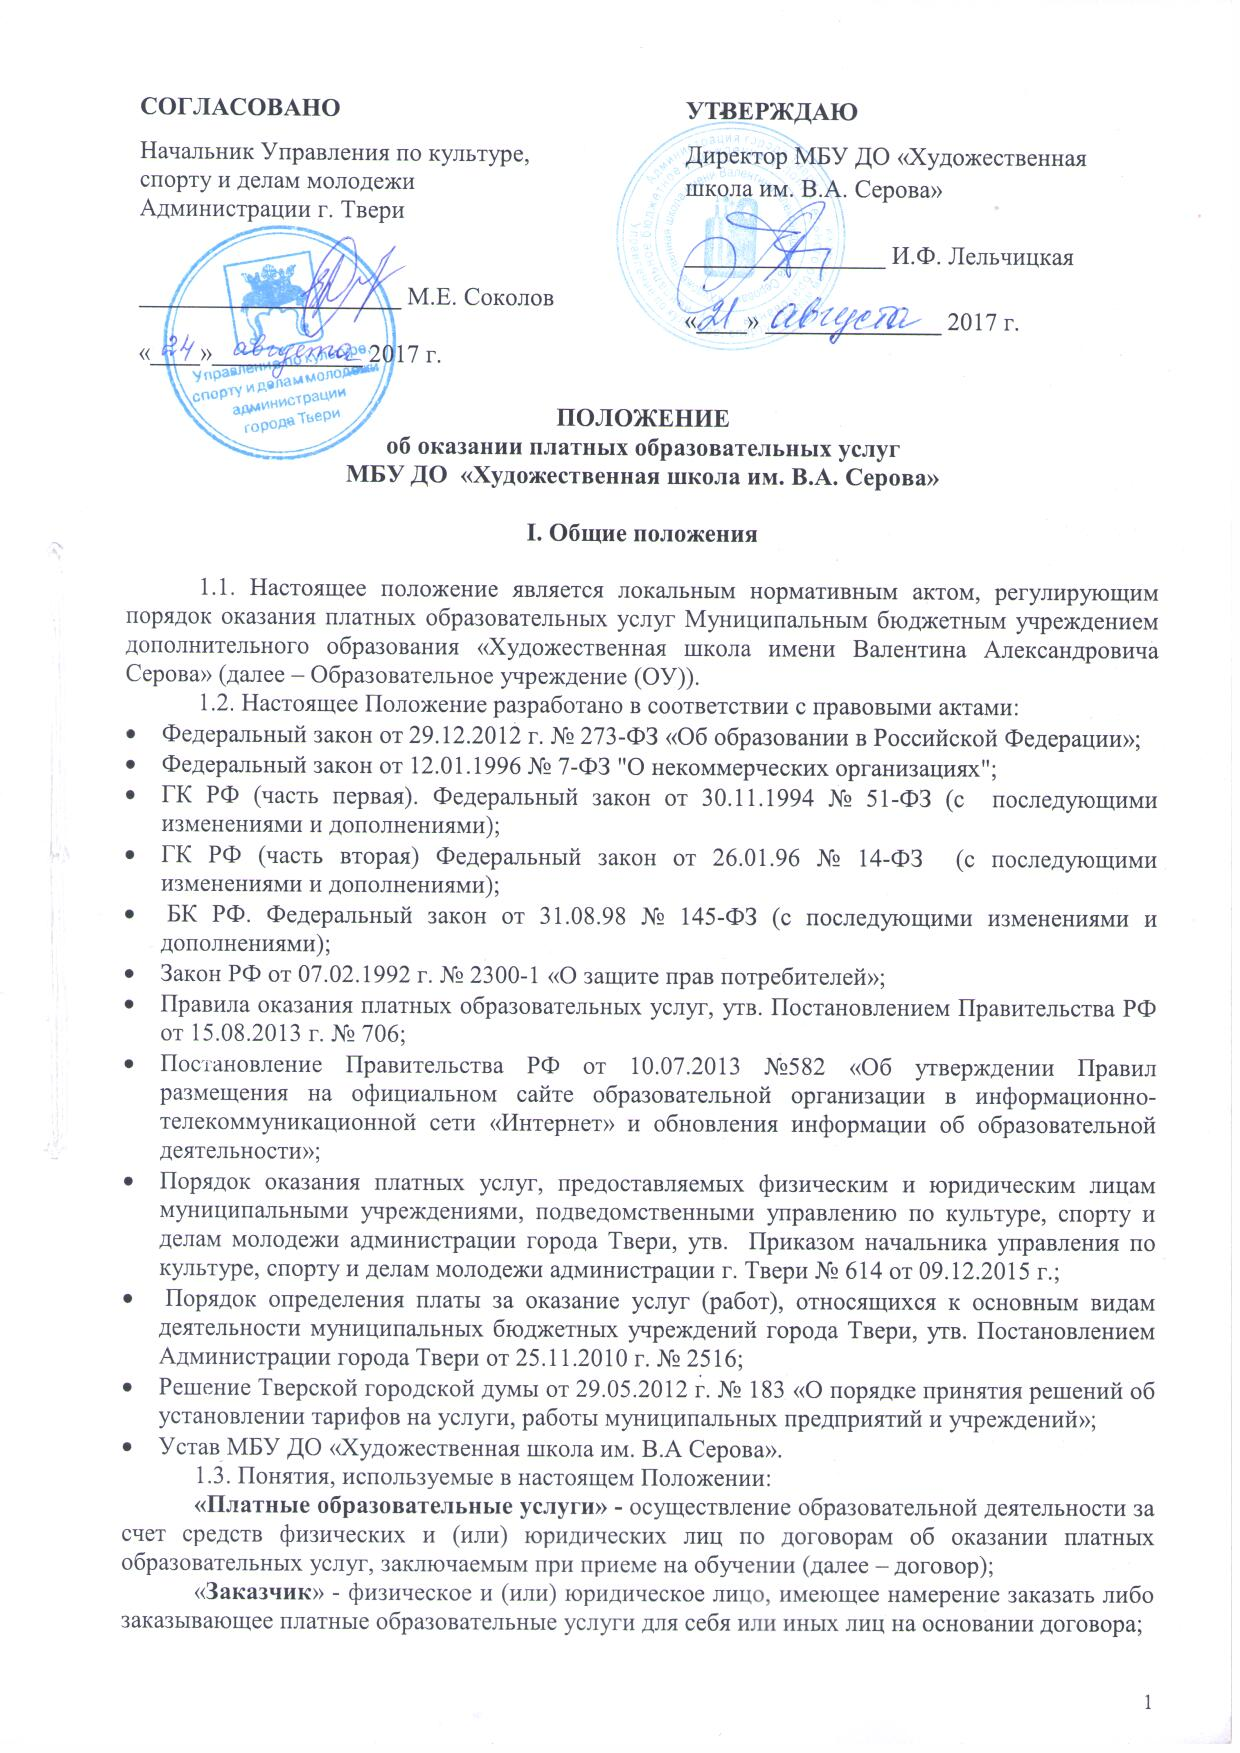 СОГЛАСОВАНО
Начальник Управления по культуре,
спорту и делам молодежи
Администрации г. Твери
М.Е. Соколов
«24» августа 2017 г.
Управление по культуре,
спорту и делам молодежи
администрации
города Твери
УТВЕРЖДАЮ
Директор МБУ ДО «Художественная
школа им. В.А. Серова»
И.Ф. Лельчицкая
«21» августа 2017 г.
ПОЛОЖЕНИЕ
об оказании платных образовательных услуг
МБУ ДО «Художественная школа им. В.А. Серова»
I. Общие положения
1.1. Настоящее положение является локальным нормативным актом, регулирующим
порядок оказания платных образовательных услуг Муниципальным бюджетным учреждением
дополнительного образования «Художественная школа имени Валентина Александровича
Серова» (далее – Образовательное учреждение (ОУ)).
1.2. Настоящее Положение разработано в соответствии с правовыми актами:
• Федеральный закон от 29.12.2012 г. № 273-ФЗ «Об образовании в Российской Федерации»;
• Федеральный закон от 12.01.1996 № 7-ФЗ "О некоммерческих организациях";
• ГК РФ (часть первая). Федеральный закон от 30.11.1994 № 51-ФЗ (с последующими
изменениями и дополнениями);
• ГК РФ (часть вторая) Федеральный закон от 26.01.96 № 14-ФЗ (с последующими
изменениями и дополнениями);
• БК РФ. Федеральный закон от 31.08.98 № 145-ФЗ (с последующими изменениями и
дополнениями);
• Закон РФ от 07.02.1992 г. № 2300-1 «О защите прав потребителей»;
• Правила оказания платных образовательных услуг, утв. Постановлением Правительства РФ
от 15.08.2013 г. № 706;
• Постановление Правительства РФ от 10.07.2013 №582 «Об утверждении Правил
размещения на официальном сайте образовательной организации в информационно-
телекоммуникационной сети «Интернет» и обновления информации об образовательной
деятельности»;
• Порядок оказания платных услуг, предоставляемых физическим и юридическим лицам
муниципальными учреждениями, подведомственными управлению по культуре, спорту и
делам молодежи администрации города Твери, утв. Приказом начальника управления по
культуре, спорту и делам молодежи администрации г. Твери № 614 от 09.12.2015 г.;
• Порядок определения платы за оказание услуг (работ), относящихся к основным видам
деятельности муниципальных бюджетных учреждений города Твери, утв. Постановлением
Администрации города Твери от 25.11.2010 г. № 2516;
• Решение Тверской городской думы от 29.05.2012 г. № 183 «О порядке принятия решений об
установлении тарифов на услуги, работы муниципальных предприятий и учреждений»;
• Устав МБУ ДО «Художественная школа им. В.А Серова».
1.3. Понятия, используемые в настоящем Положении:
«Платные образовательные услуги» - осуществление образовательной деятельности за
счет средств физических и (или) юридических лиц по договорам об оказании платных
образовательных услуг, заключаемым при приеме на обучении (далее – договор);
«Заказчик» - физическое и (или) юридическое лицо, имеющее намерение заказать либо
заказывающее платные образовательные услуги для себя или иных лиц на основании договора;
1